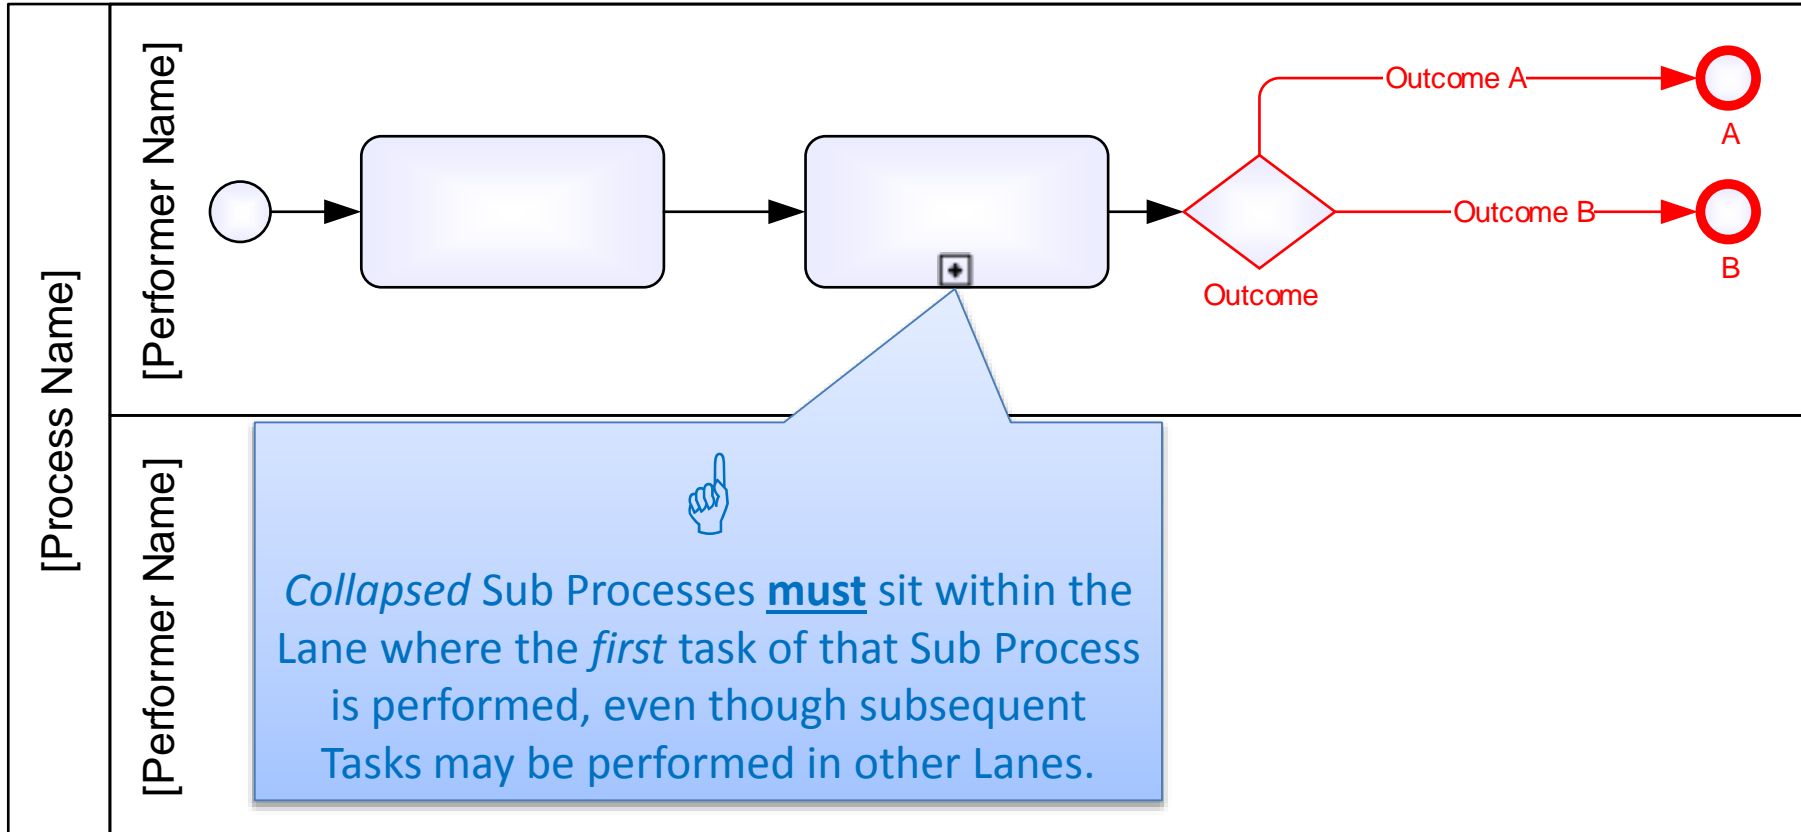 [Process Name]
[Performer Name]
Outcome A
A
Outcome B
B
Outcome
[Performer Name]
Collapsed Sub Processes must sit within the
Lane where the first task of that Sub Process
is performed, even though subsequent
Tasks may be performed in other Lanes.